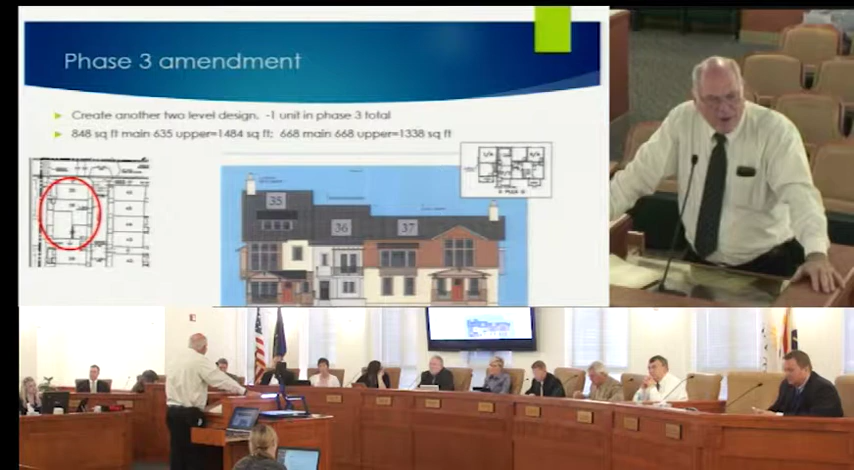 Phase 3 amendment
Create another two level design, -1 unit in phase 3 total
848 sq ft main 635 upper=1484 sq ft; 668 main 668 upper=1338 sq ft
35
36
37